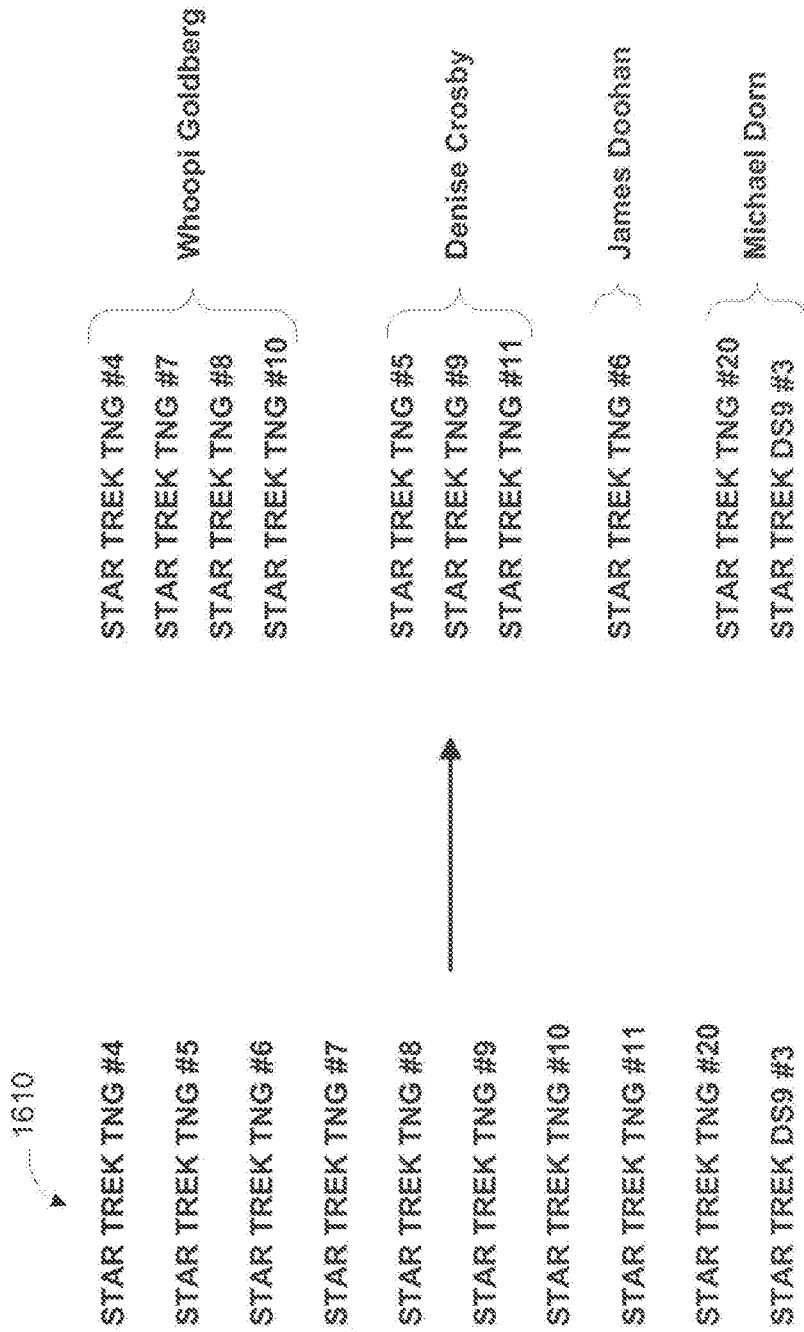 1610
STAR TREK TNG #4
STAR TREK TNG #5
STAR TREK TNG #6
STAR TREK TNG #7
STAR TREK TNG #8
STAR TREK TNG #9
STAR TREK TNG #10
STAR TREK TNG #11
STAR TREK TNG #20
STAR TREK DS9 #3
STAR TREK TNG #4
STAR TREK TNG #7
STAR TREK TNG #8
STAR TREK TNG #10
Whoopi Goldberg
STAR TREK TNG #5
STAR TREK TNG #9
STAR TREK TNG #11
Denise Crosby
STAR TREK TNG #6
James Doohan
STAR TREK TNG #20
STAR TREK DS9 #3
Michael Dorn